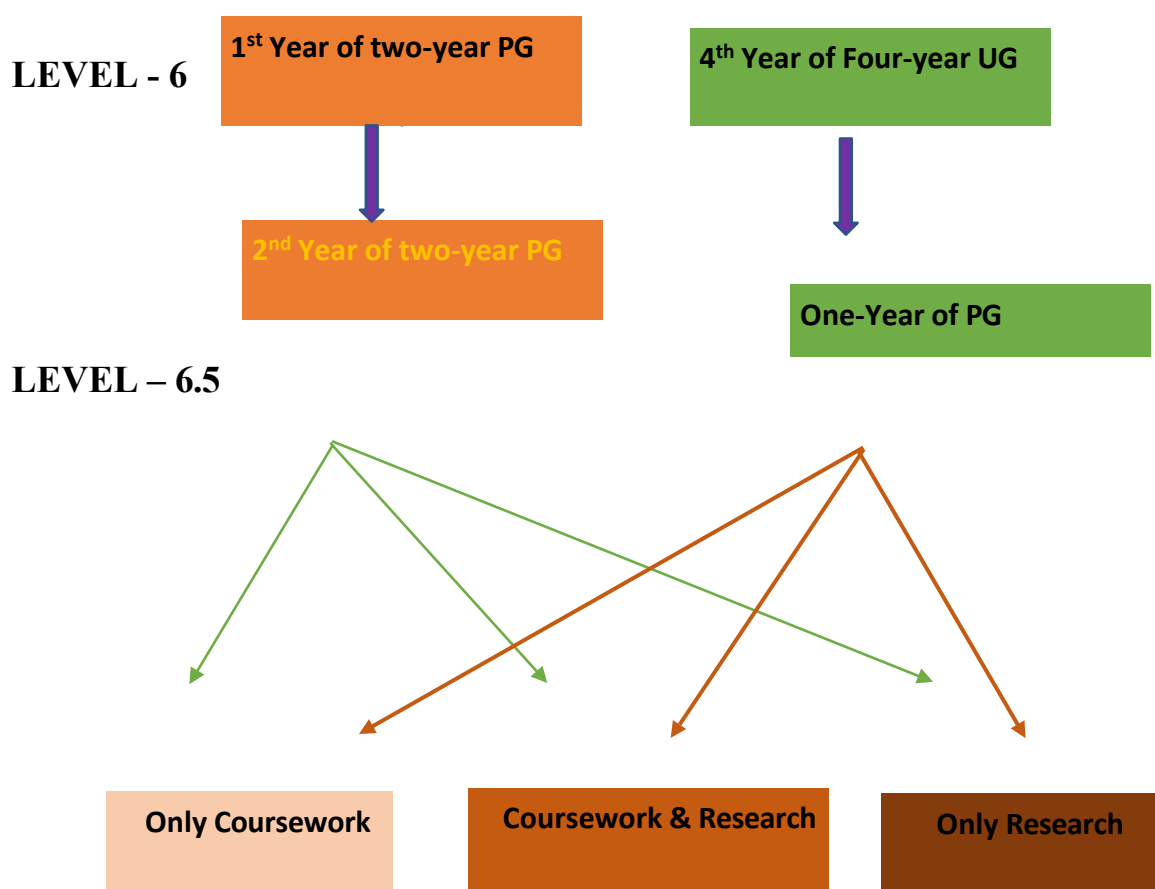 1st Year of two-year PG
4th Year of Four-year UG
LEVEL - 6
2nd Year of two-year PG
One-Year of PG
LEVEL – 6.5
Only Coursework
Coursework & Research
Only Research